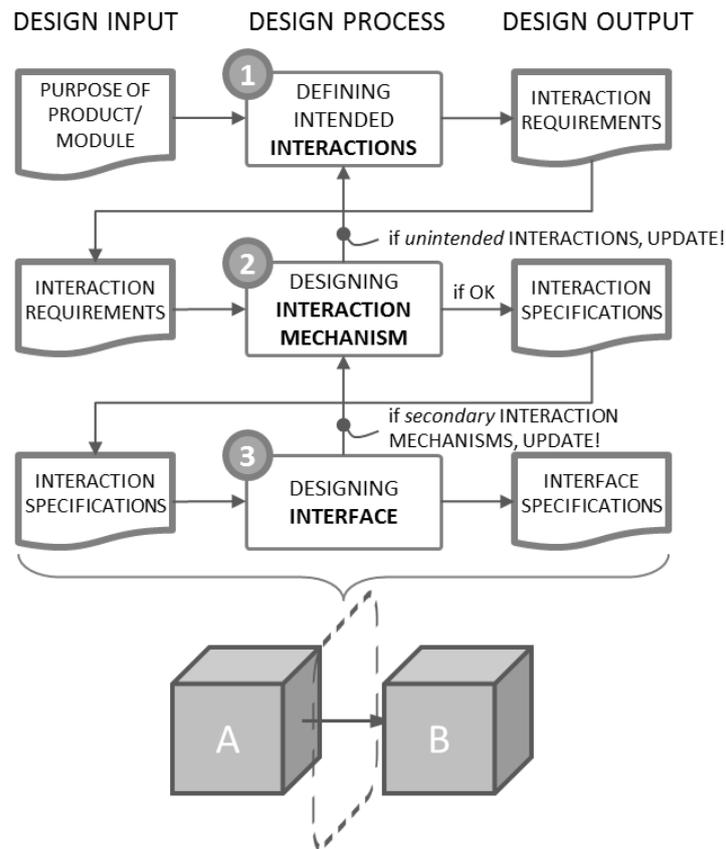 DESIGN INPUT
DESIGN PROCESS
DESIGN OUTPUT
PURPOSE OF
PRODUCT/
MODULE
1
DEFINING
INTENDED
INTERACTIONS
INTERACTION
REQUIREMENTS
if unintended INTERACTIONS, UPDATE!
INTERACTION
REQUIREMENTS
2
DESIGNING
INTERACTION
MECHANISM
if OK
INTERACTION
SPECIFICATIONS
if secondary INTERACTION
MECHANISMS, UPDATE!
INTERACTION
SPECIFICATIONS
3
DESIGNING
INTERFACE
INTERFACE
SPECIFICATIONS
A
B